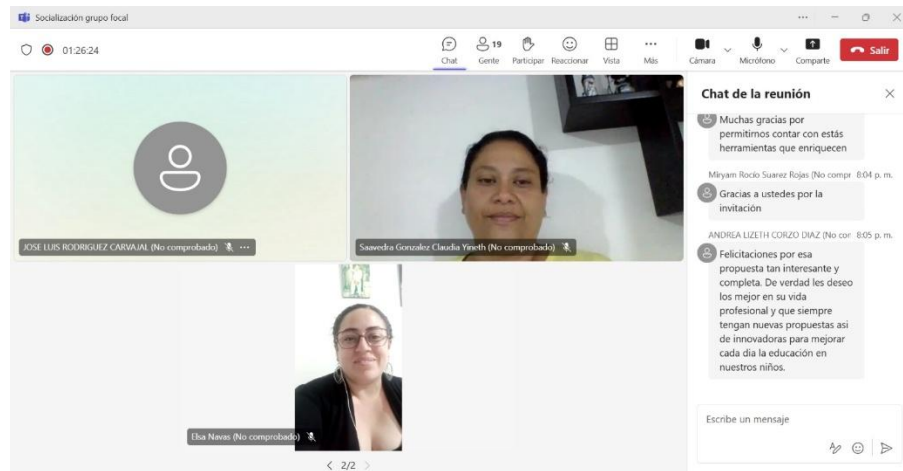 Socialización grupo focal
01:26:24
Chat
Gente 19
Participar
Reaccionar
Vista
Más
Cámara
Micrófono
Comparte
Salir
JOSE LUIS RODRIGUEZ CARVAJAL (No comprobado)
Saavedra Gonzalez Claudia Yineth (No comprobado)
Elsa Navas (No comprobado)
2/2
Chat de la reunión
Muchas gracias por
permitirnos contar con estás
herramientas que enriquecen
Miryam Rocío Suarez Rojas (No compr 8:04 p. m.
Gracias a ustedes por la
invitación
ANDREA LIZETH CORZO DIAZ (No cor 8:05 p. m.
Felicitaciones por esa
propuesta tan interesante y
completa. De verdad les deseo
los mejor en su vida
profesional y que siempre
tengan nuevas propuestas asi
de innovadoras para mejorar
cada dia la educación en
nuestros niños.
Escribe un mensaje